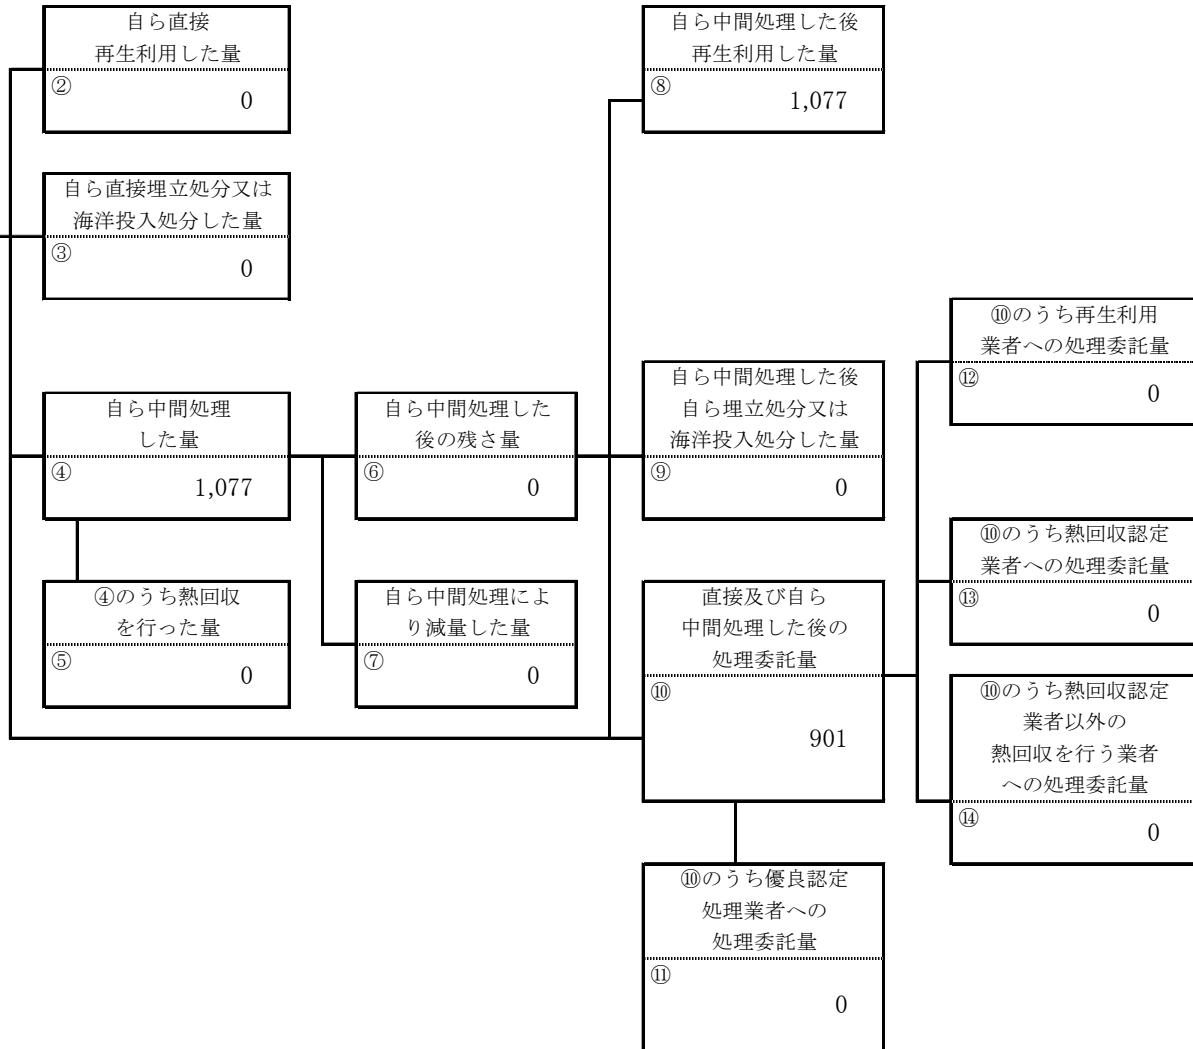 自ら直接
再生利用した量
②
0
自ら中間処理した後
再生利用した量
⑧
1,077
自ら直接埋立処分又は
海洋投入処分した量
③
0
⑩のうち再生利用
業者への処理委託量
⑫
0
自ら中間処理
した量
④
1,077
自ら中間処理した
後の残さ量
⑥
0
自ら中間処理した後
自ら埋立処分又は
海洋投入処分した量
⑨
0
⑩のうち熱回収認定
業者への処理委託量
⑬
0
④のうち熱回収
を行った量
⑤
0
自ら中間処理によ
り減量した量
⑦
0
直接及び自ら
中間処理した後の
処理委託量
⑩
901
⑩のうち熱回収認定
業者以外の
熱回収を行う業者
への処理委託量
⑭
0
⑩のうち優良認定
処理業者への
処理委託量
⑪
0